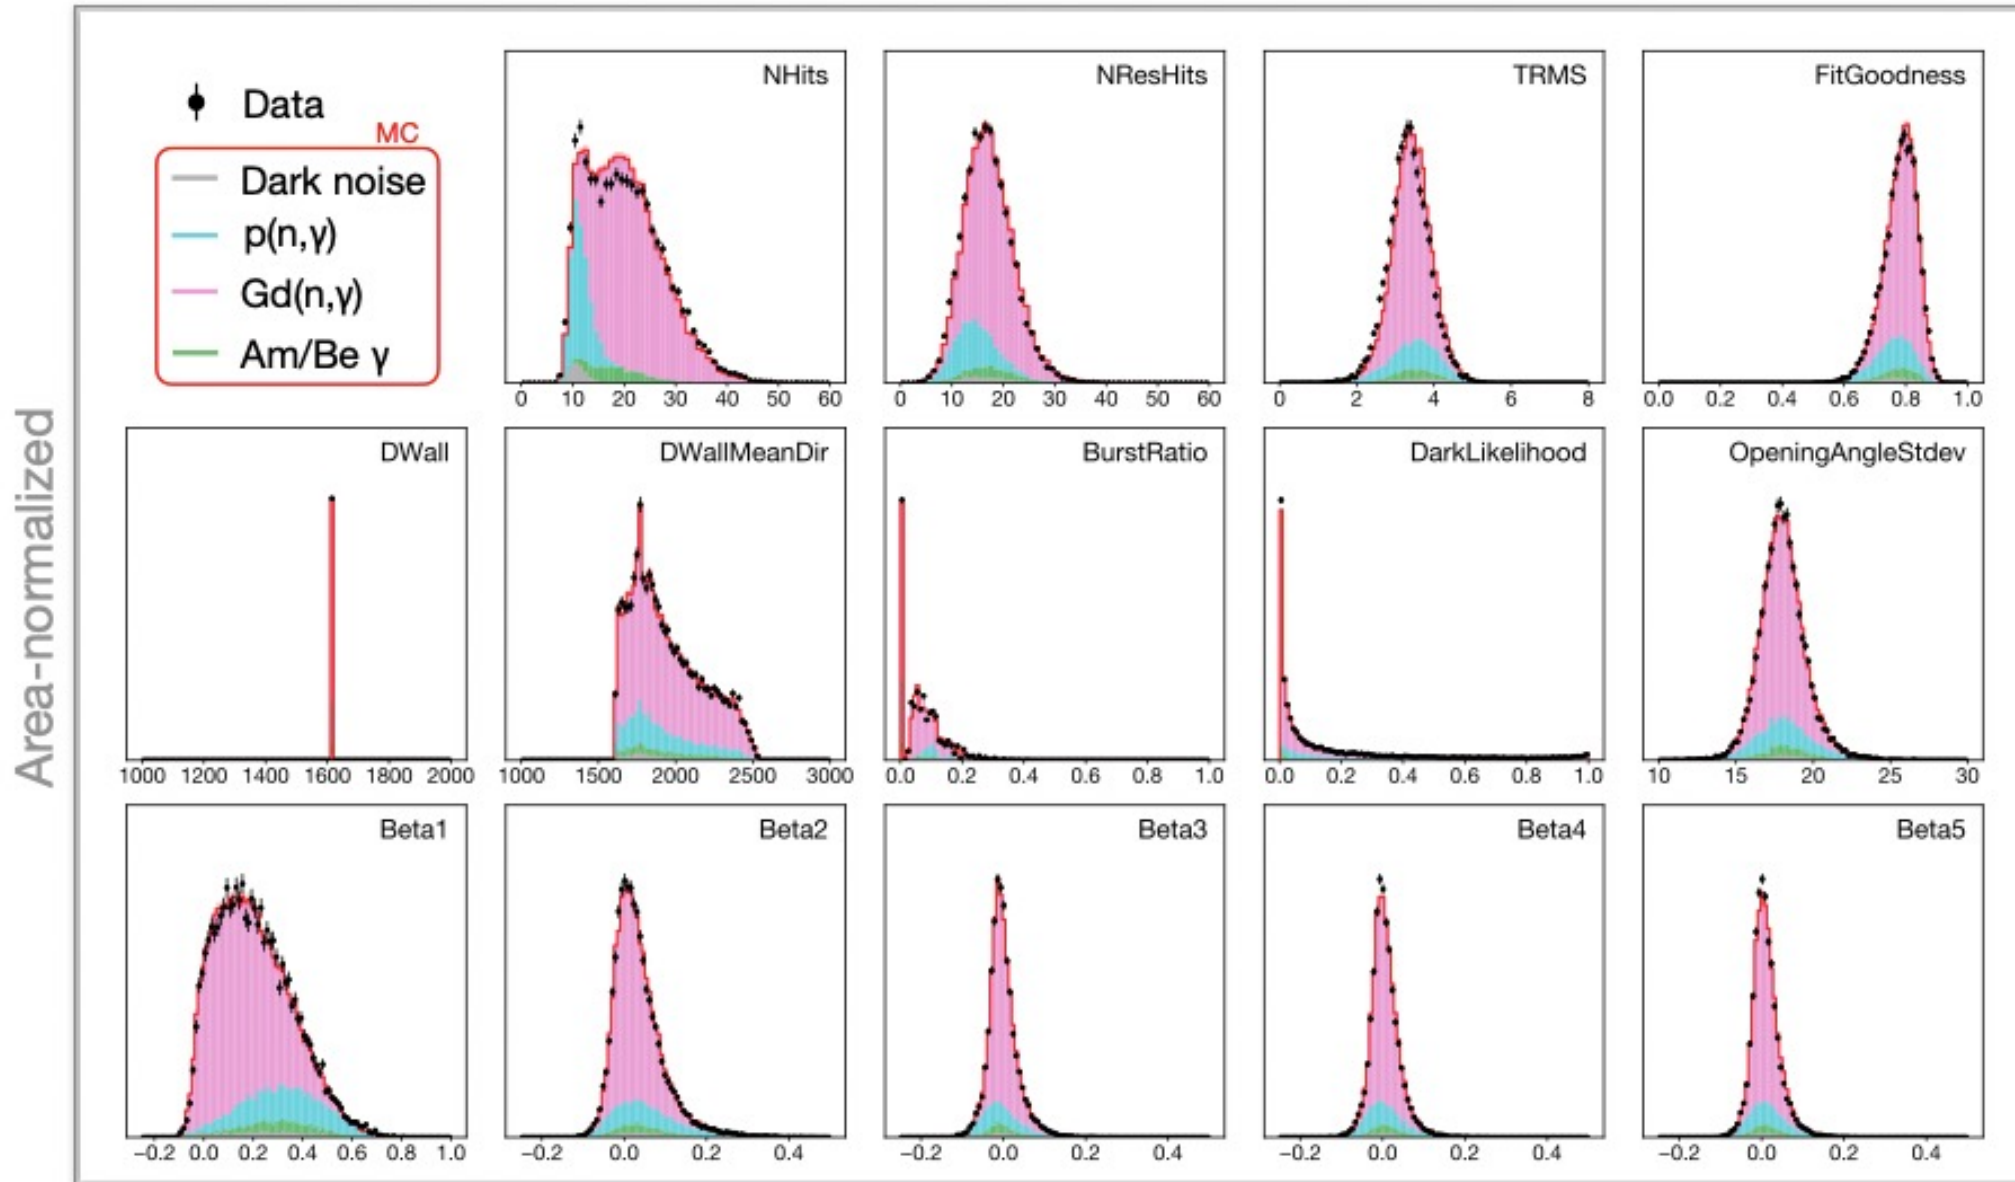 Area-normalized
Data
MC
Dark noise
p(n,γ)
Gd(n,γ)
Am/Be γ
NHits
0 10 20 30 40 50 60
NResHits
0 10 20 30 40 50 60
TRMS
0 2 4 6 8
FitGoodness
0.0 0.2 0.4 0.6 0.8 1.0
DWall
1000 1200 1400 1600 1800 2000
DWallMeanDir
1000 1500 2000 2500 3000
BurstRatio
0.0 0.2 0.4 0.6 0.8 1.0
DarkLikelihood
0.0 0.2 0.4 0.6 0.8 1.0
OpeningAngleStdev
10 15 20 25 30
Beta1
−0.2 0.0 0.2 0.4 0.6 0.8 1.0
Beta2
−0.2 0.0 0.2 0.4
Beta3
−0.2 0.0 0.2 0.4
Beta4
−0.2 0.0 0.2 0.4
Beta5
−0.2 0.0 0.2 0.4